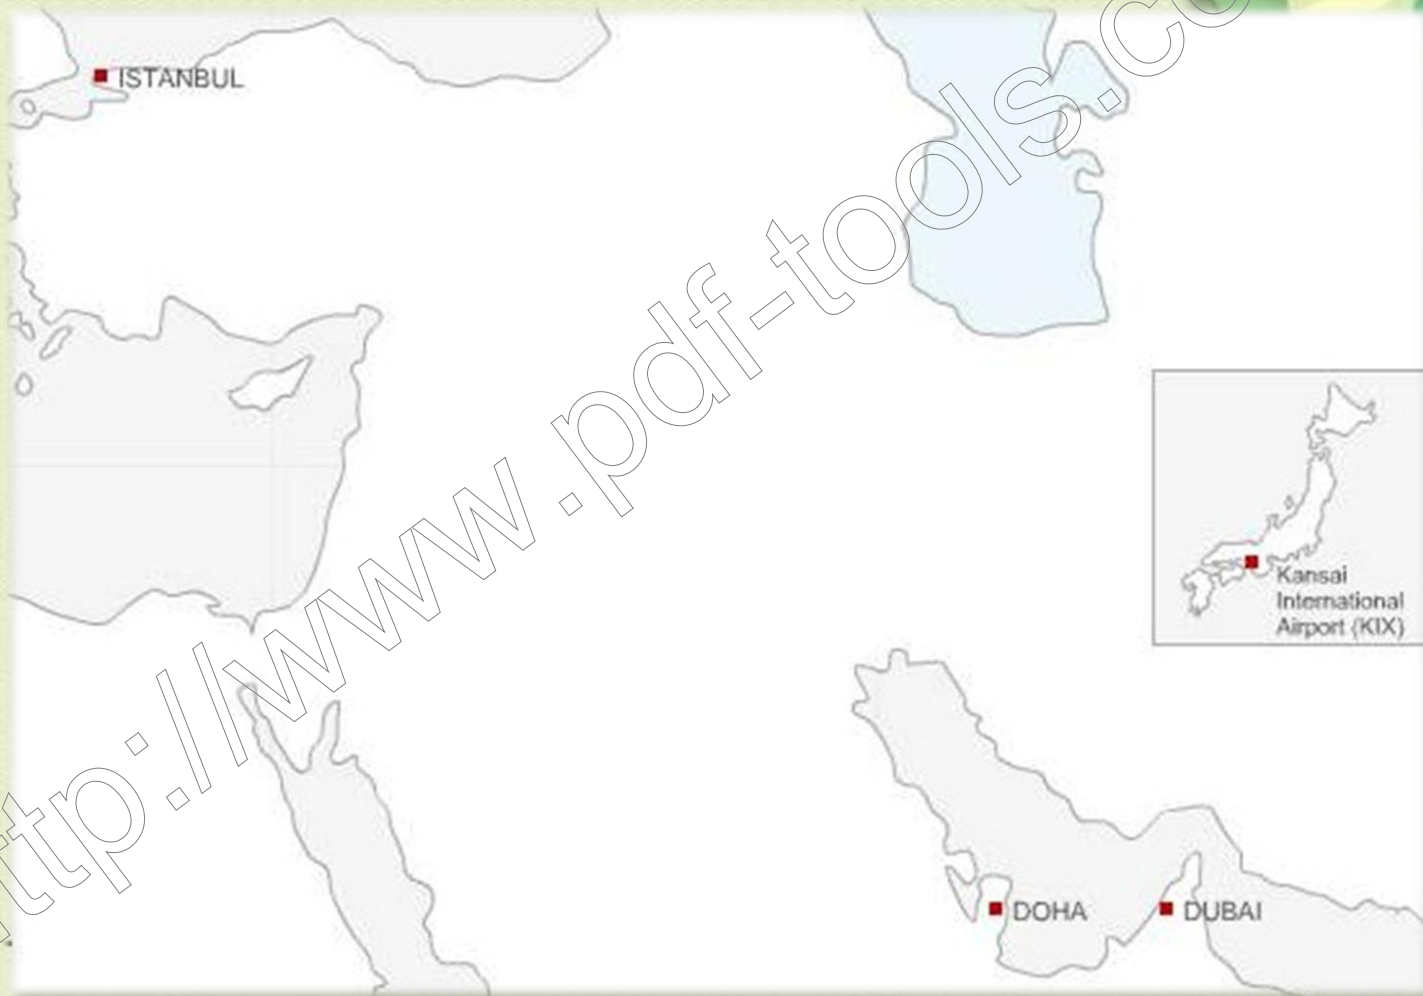 ISTANBUL
Kansai
International
Airport (KIX)
DOHA
DUBAI
http://www.pdf-tools.co